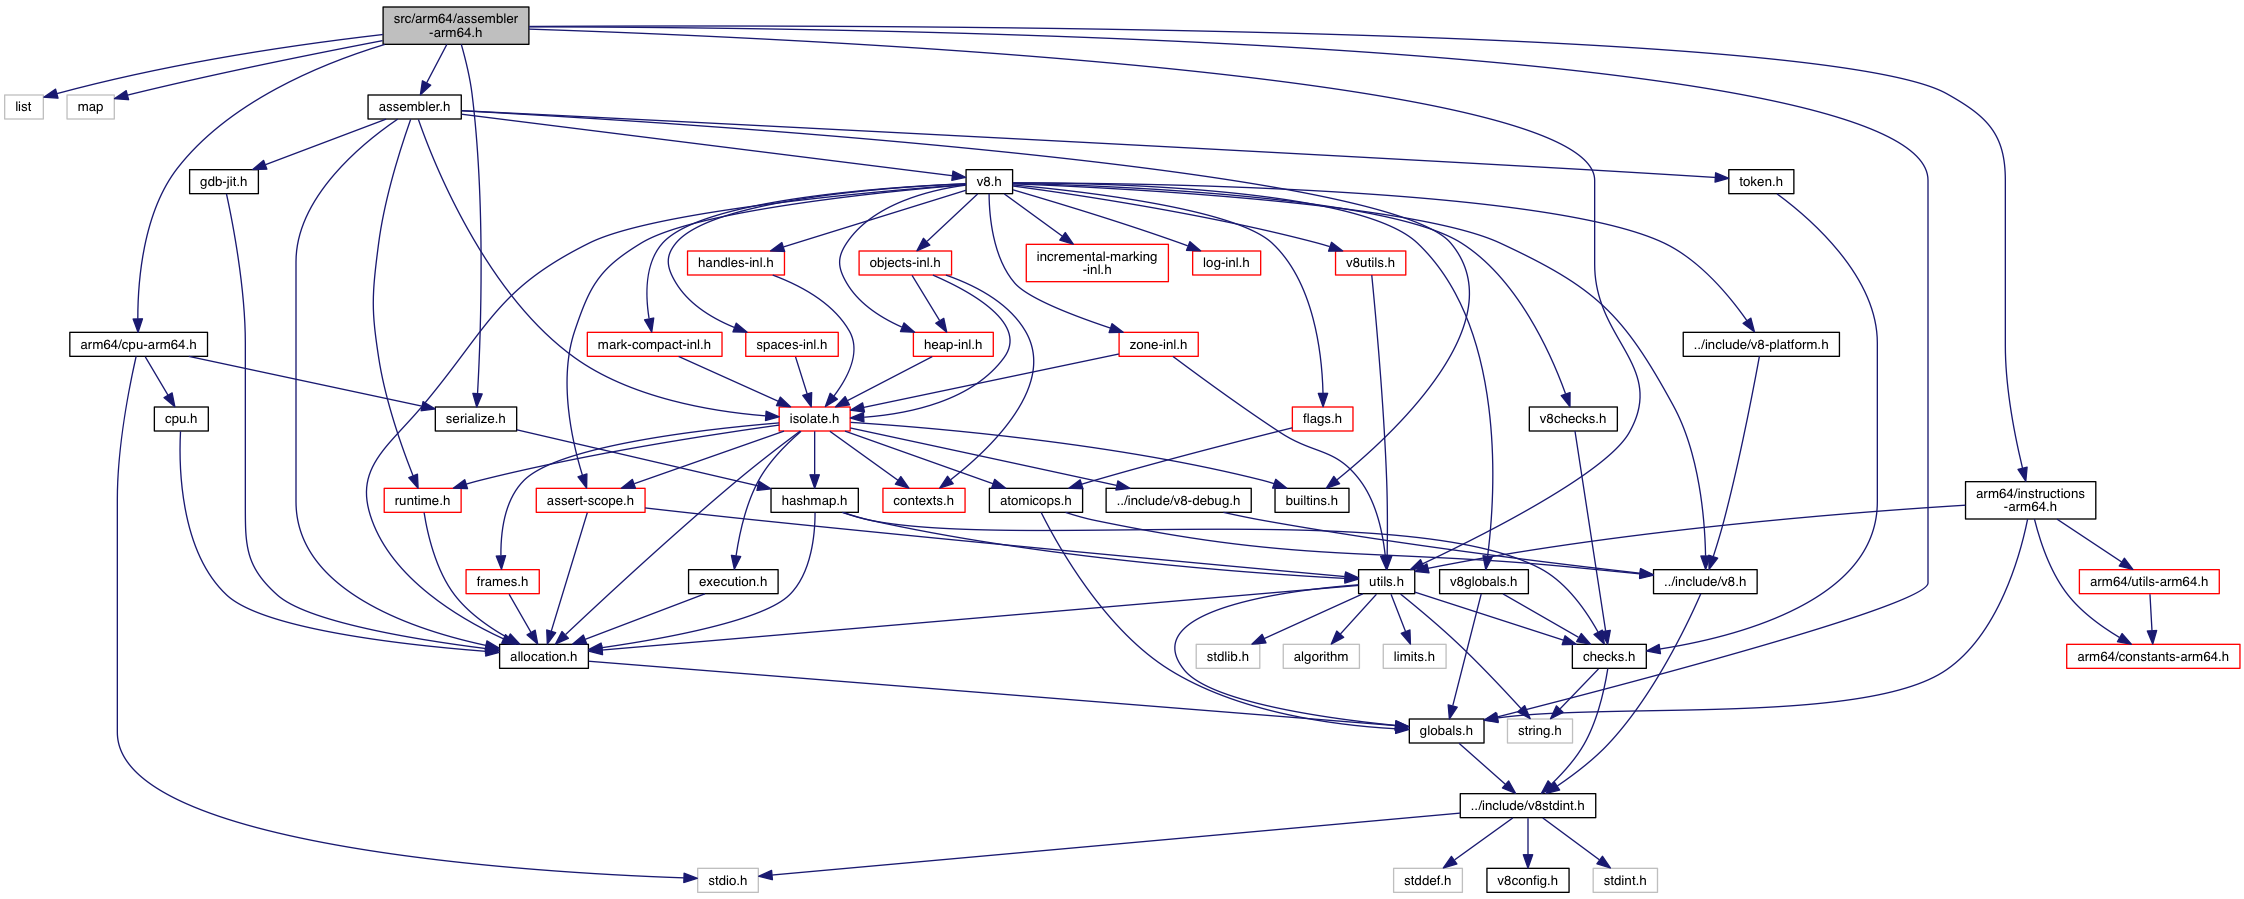 src/arm64/assembler
-arm64.h
list
map
assembler.h
gdb-jit.h
v8.h
token.h
handles-inl.h
objects-inl.h
incremental-marking
-inl.h
log-inl.h
v8utils.h
arm64/cpu-arm64.h
mark-compact-inl.h
spaces-inl.h
heap-inl.h
zone-inl.h
../include/v8-platform.h
cpu.h
serialize.h
isolate.h
flags.h
v8checks.h
runtime.h
assert-scope.h
hashmap.h
contexts.h
atomicops.h
../include/v8-debug.h
builtins.h
arm64/instructions
-arm64.h
frames.h
execution.h
utils.h
v8globals.h
../include/v8.h
arm64/utils-arm64.h
allocation.h
stdlib.h
algorithm
limits.h
checks.h
arm64/constants-arm64.h
globals.h
string.h
../include/v8stdint.h
stdio.h
stddef.h
v8config.h
stdint.h